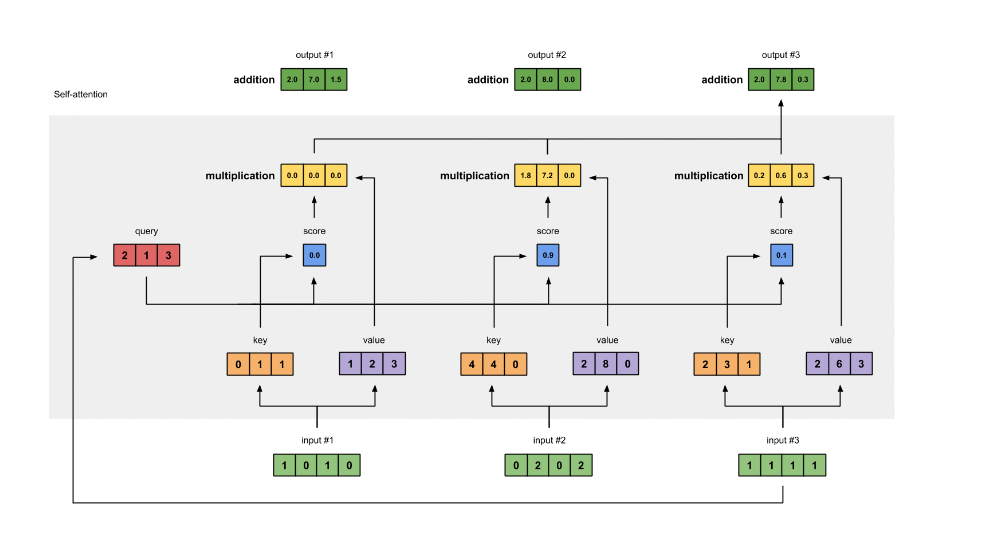 output #1 output #2 output #3
addition 2.0 7.0 1.5 addition 2.0 8.0 0.0 addition 2.0 7.8 0.3
Self-attention
multiplication 0.0 0.0 0.0 multiplication 1.8 7.2 0.0 multiplication 0.2 0.6 0.3
query score score score
2 1 3 0.0 0.9 0.1
key value key value key value
0 1 1 1 2 3 4 4 0 2 8 0 2 3 1 2 6 3
input #1 input #2 input #3
1 0 1 0 0 2 0 2 1 1 1 1